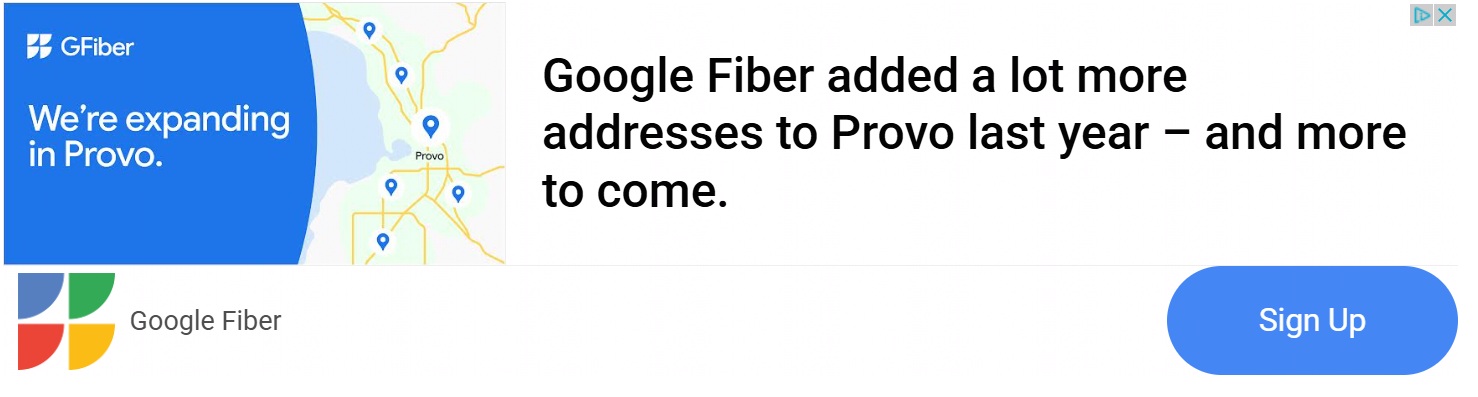 GFiber
We’re expanding
in Provo.
Provo
Google Fiber added a lot more
addresses to Provo last year – and more
to come.
Google Fiber
Sign Up